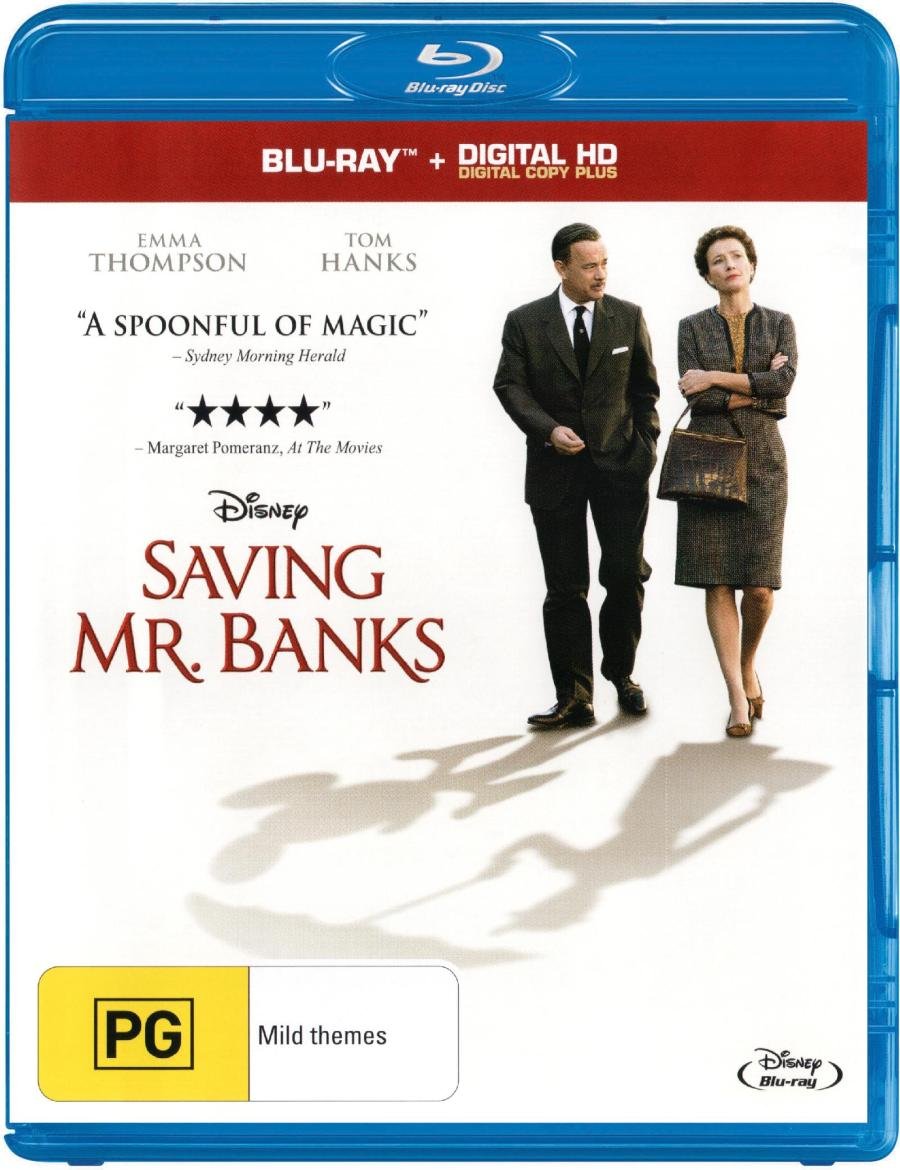 Blu-ray Disc
BLU-RAY™ + DIGITAL HD
DIGITAL COPY PLUS
EMMA THOMPSON
TOM HANKS
“A SPOONFUL OF MAGIC”
– Sydney Morning Herald
“★★★★”
– Margaret Pomeranz, At The Movies
Disney
SAVING
MR. BANKS
PG
Mild themes
Disney
Blu-ray